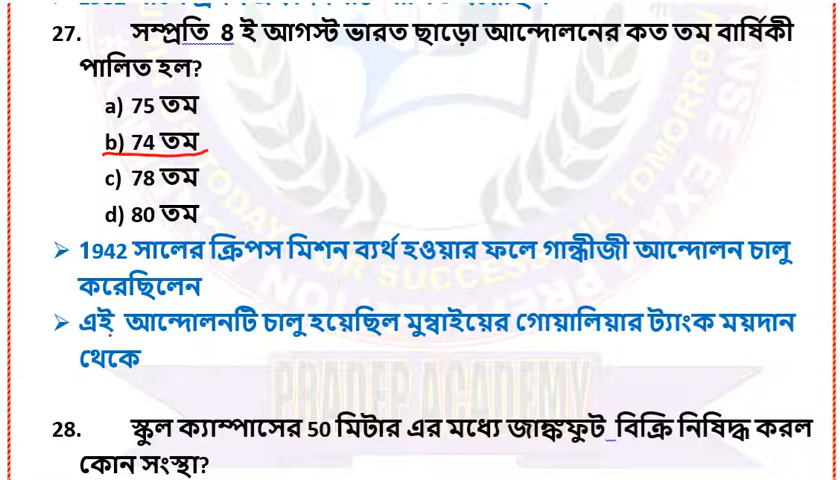 27. সম্প্রতি 8 ই আগস্ট ভারত ছাড়ো আন্দোলনের কত তম বার্ষিকী
পালিত হল?
a) 75 তম
b) 74 তম
c) 78 তম
d) 80 তম
➢ 1942 সালের ক্রিপস মিশন ব্যর্থ হওয়ার ফলে গান্ধীজী আন্দোলন চালু
করেছিলেন
➢ এই আন্দোলনটি চালু হয়েছিল মুম্বাইয়ের গোয়ালিয়ার ট্যাংক ময়দান
থেকে
PRADEP ACADEMY
28. স্কুল ক্যাম্পাসের 50 মিটার এর মধ্যে জাঙ্কফুট বিক্রি নিষিদ্ধ করল
কোন সংস্থা?